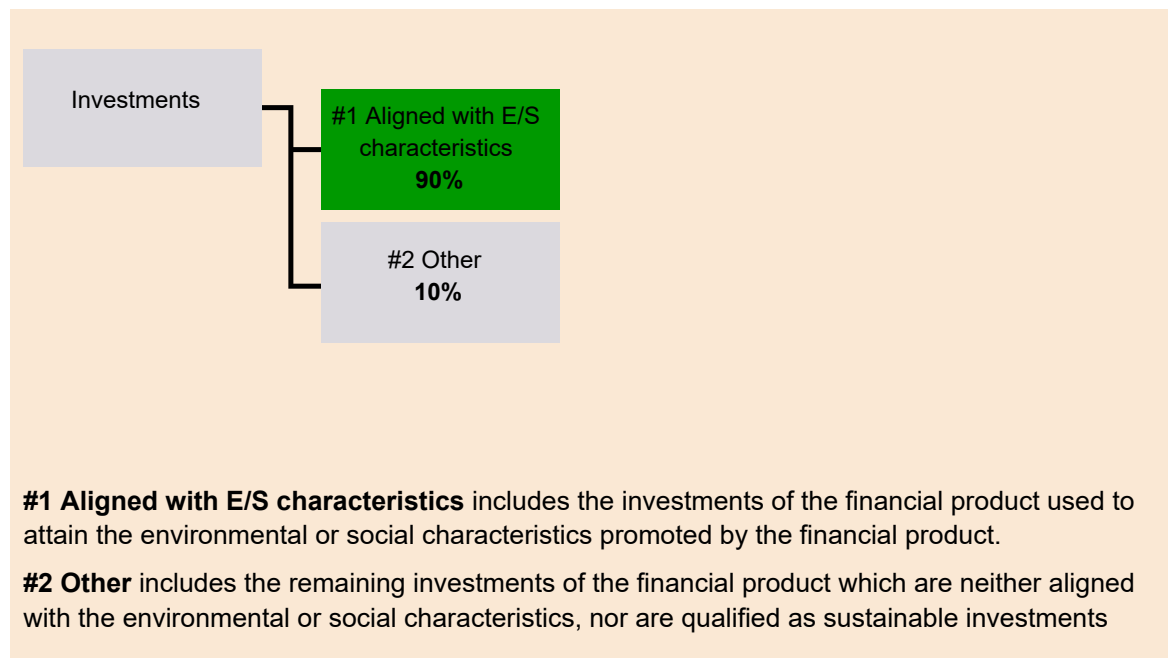 Investments
#1 Aligned with E/S
characteristics
90%
#2 Other
10%
#1 Aligned with E/S characteristics includes the investments of the financial product used to
attain the environmental or social characteristics promoted by the financial product.
#2 Other includes the remaining investments of the financial product which are neither aligned
with the environmental or social characteristics, nor are qualified as sustainable investments